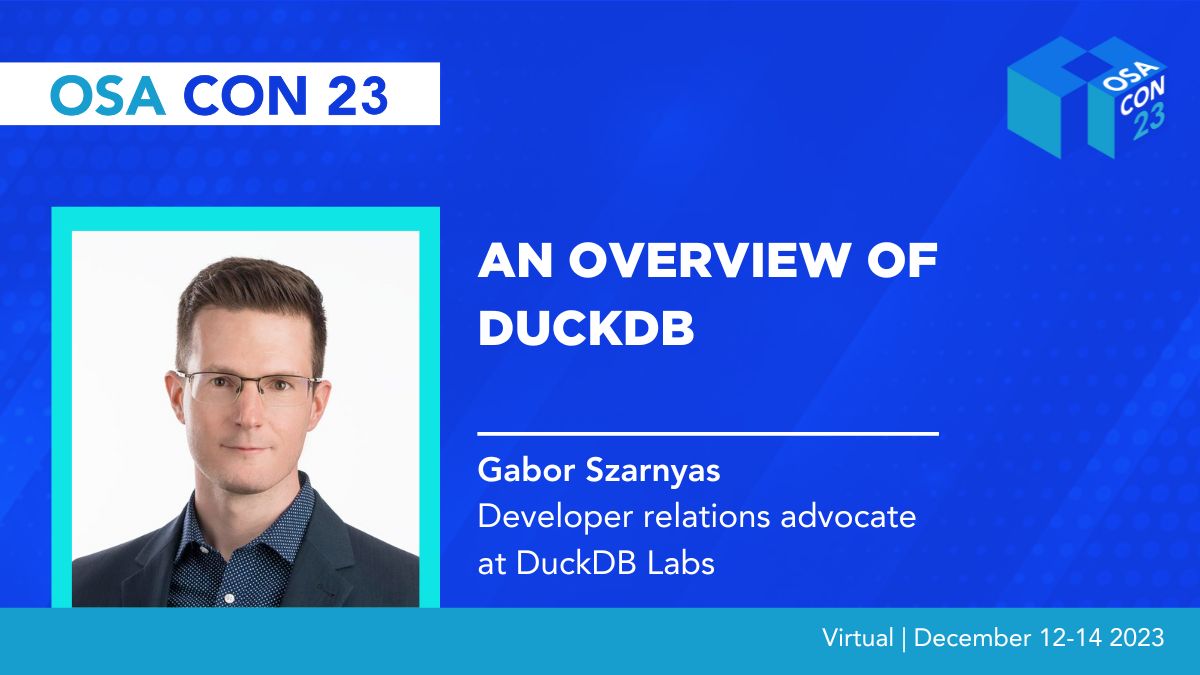 OSA CON 23
OSA
CON
23
AN OVERVIEW OF
DUCKDB
Gabor Szarnyas
Developer relations advocate
at DuckDB Labs
Virtual | December 12-14 2023